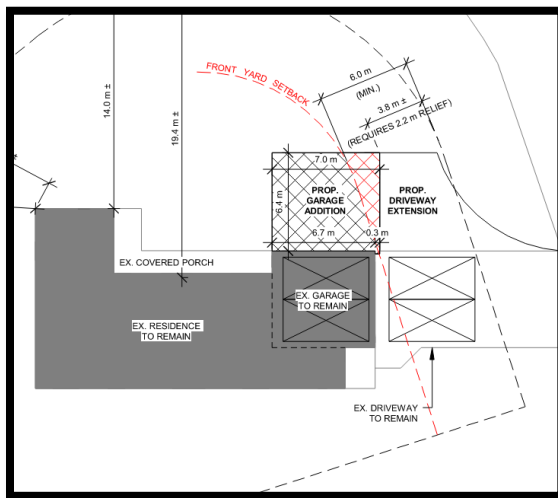 FRONT YARD SETBACK
6.0 m
(MIN.)
3.8 m ±
(REQUIRES 2.2 m RELIEF)
14.0 m ±
19.4 m ±
7.0 m
6.4 m
PROP.
GARAGE
ADDITION
PROP.
DRIVEWAY
EXTENSION
6.7 m
0.3 m
EX. COVERED PORCH
EX. GARAGE
TO REMAIN
EX. RESIDENCE
TO REMAIN
EX. DRIVEWAY
TO REMAIN